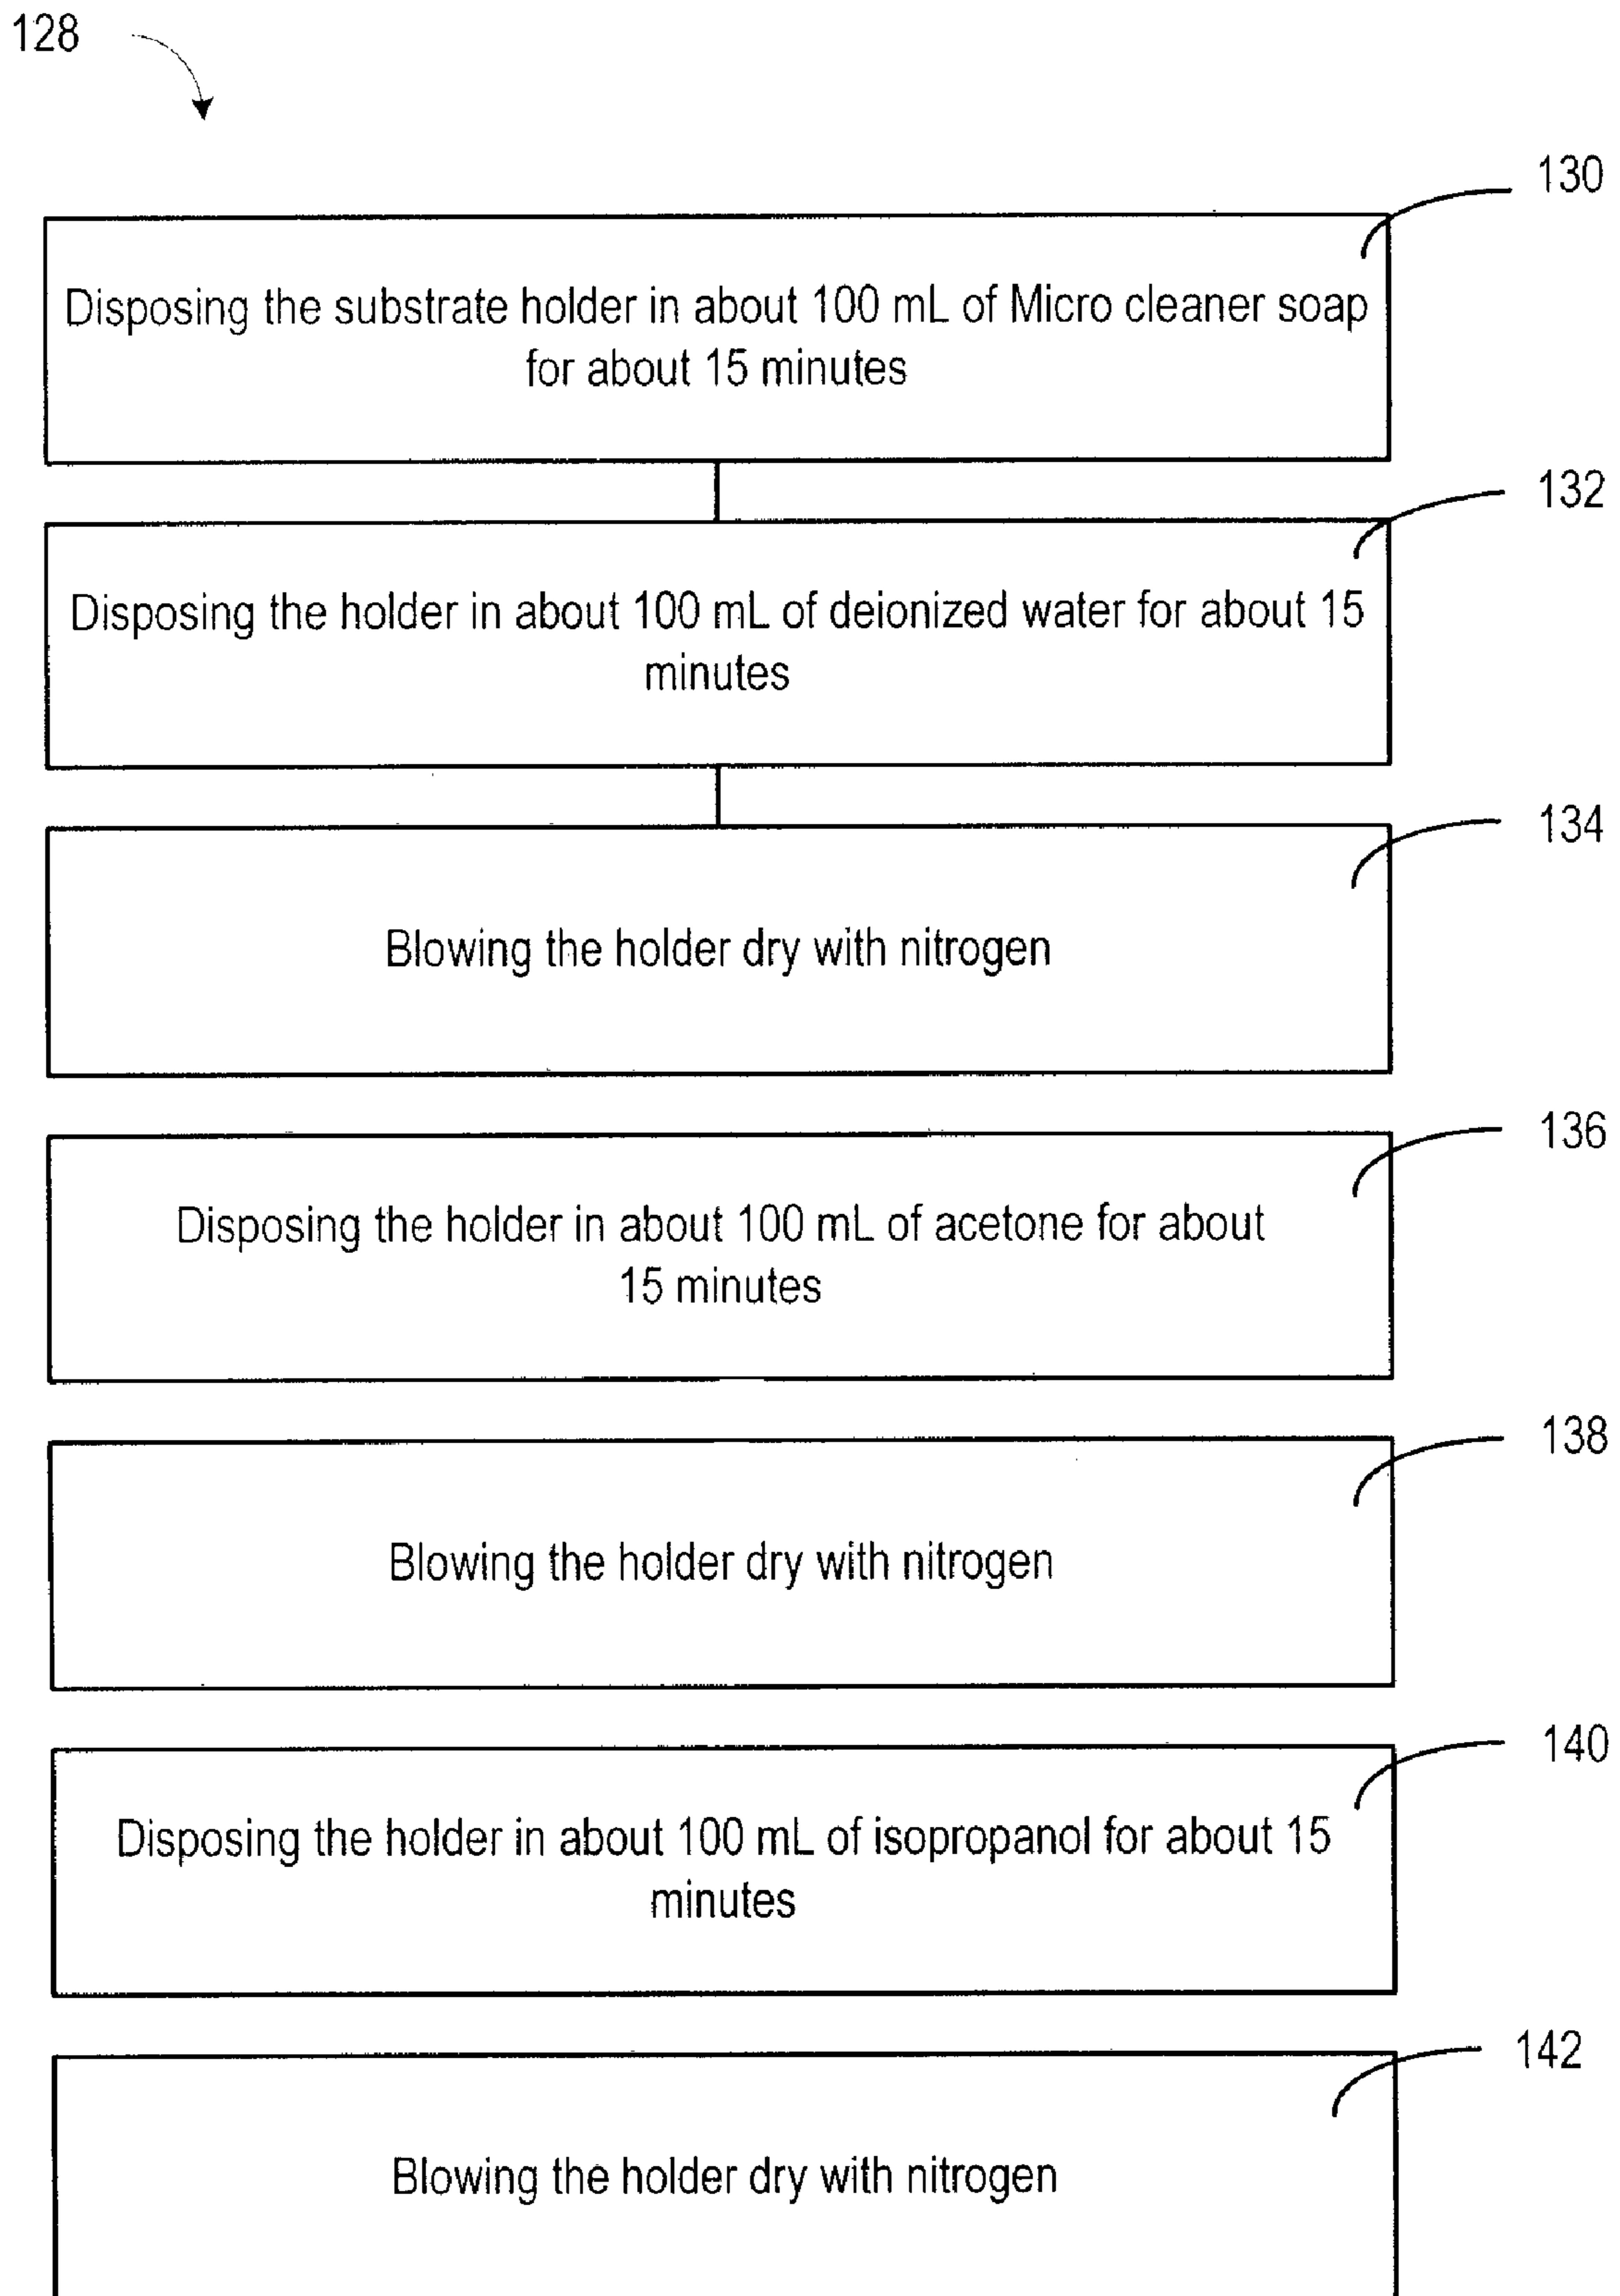 128
130
Disposing the substrate holder in about 100 mL of Micro cleaner soap
for about 15 minutes
132
Disposing the holder in about 100 mL of deionized water for about 15
minutes
134
Blowing the holder dry with nitrogen
136
Disposing the holder in about 100 mL of acetone for about
15 minutes
138
Blowing the holder dry with nitrogen
140
Disposing the holder in about 100 mL of isopropanol for about 15
minutes
142
Blowing the holder dry with nitrogen